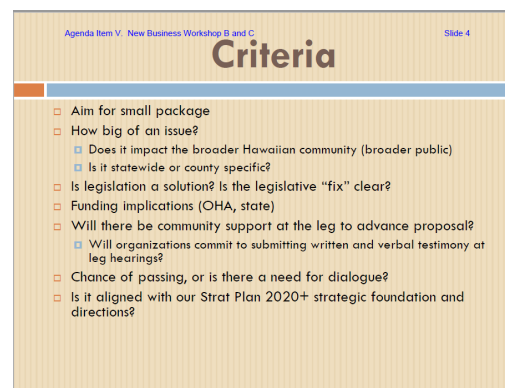 Agenda Item V. New Business Workshop B and C
Slide 4
Criteria
Aim for small package
How big of an issue?
Does it impact the broader Hawaiian community (broader public)
Is it statewide or county specific?
Is legislation a solution? Is the legislative “fix” clear?
Funding implications (OHA, state)
Will there be community support at the leg to advance proposal?
Will organizations commit to submitting written and verbal testimony at
leg hearings?
Chance of passing, or is there a need for dialogue?
Is it aligned with our Strat Plan 2020+ strategic foundation and
directions?